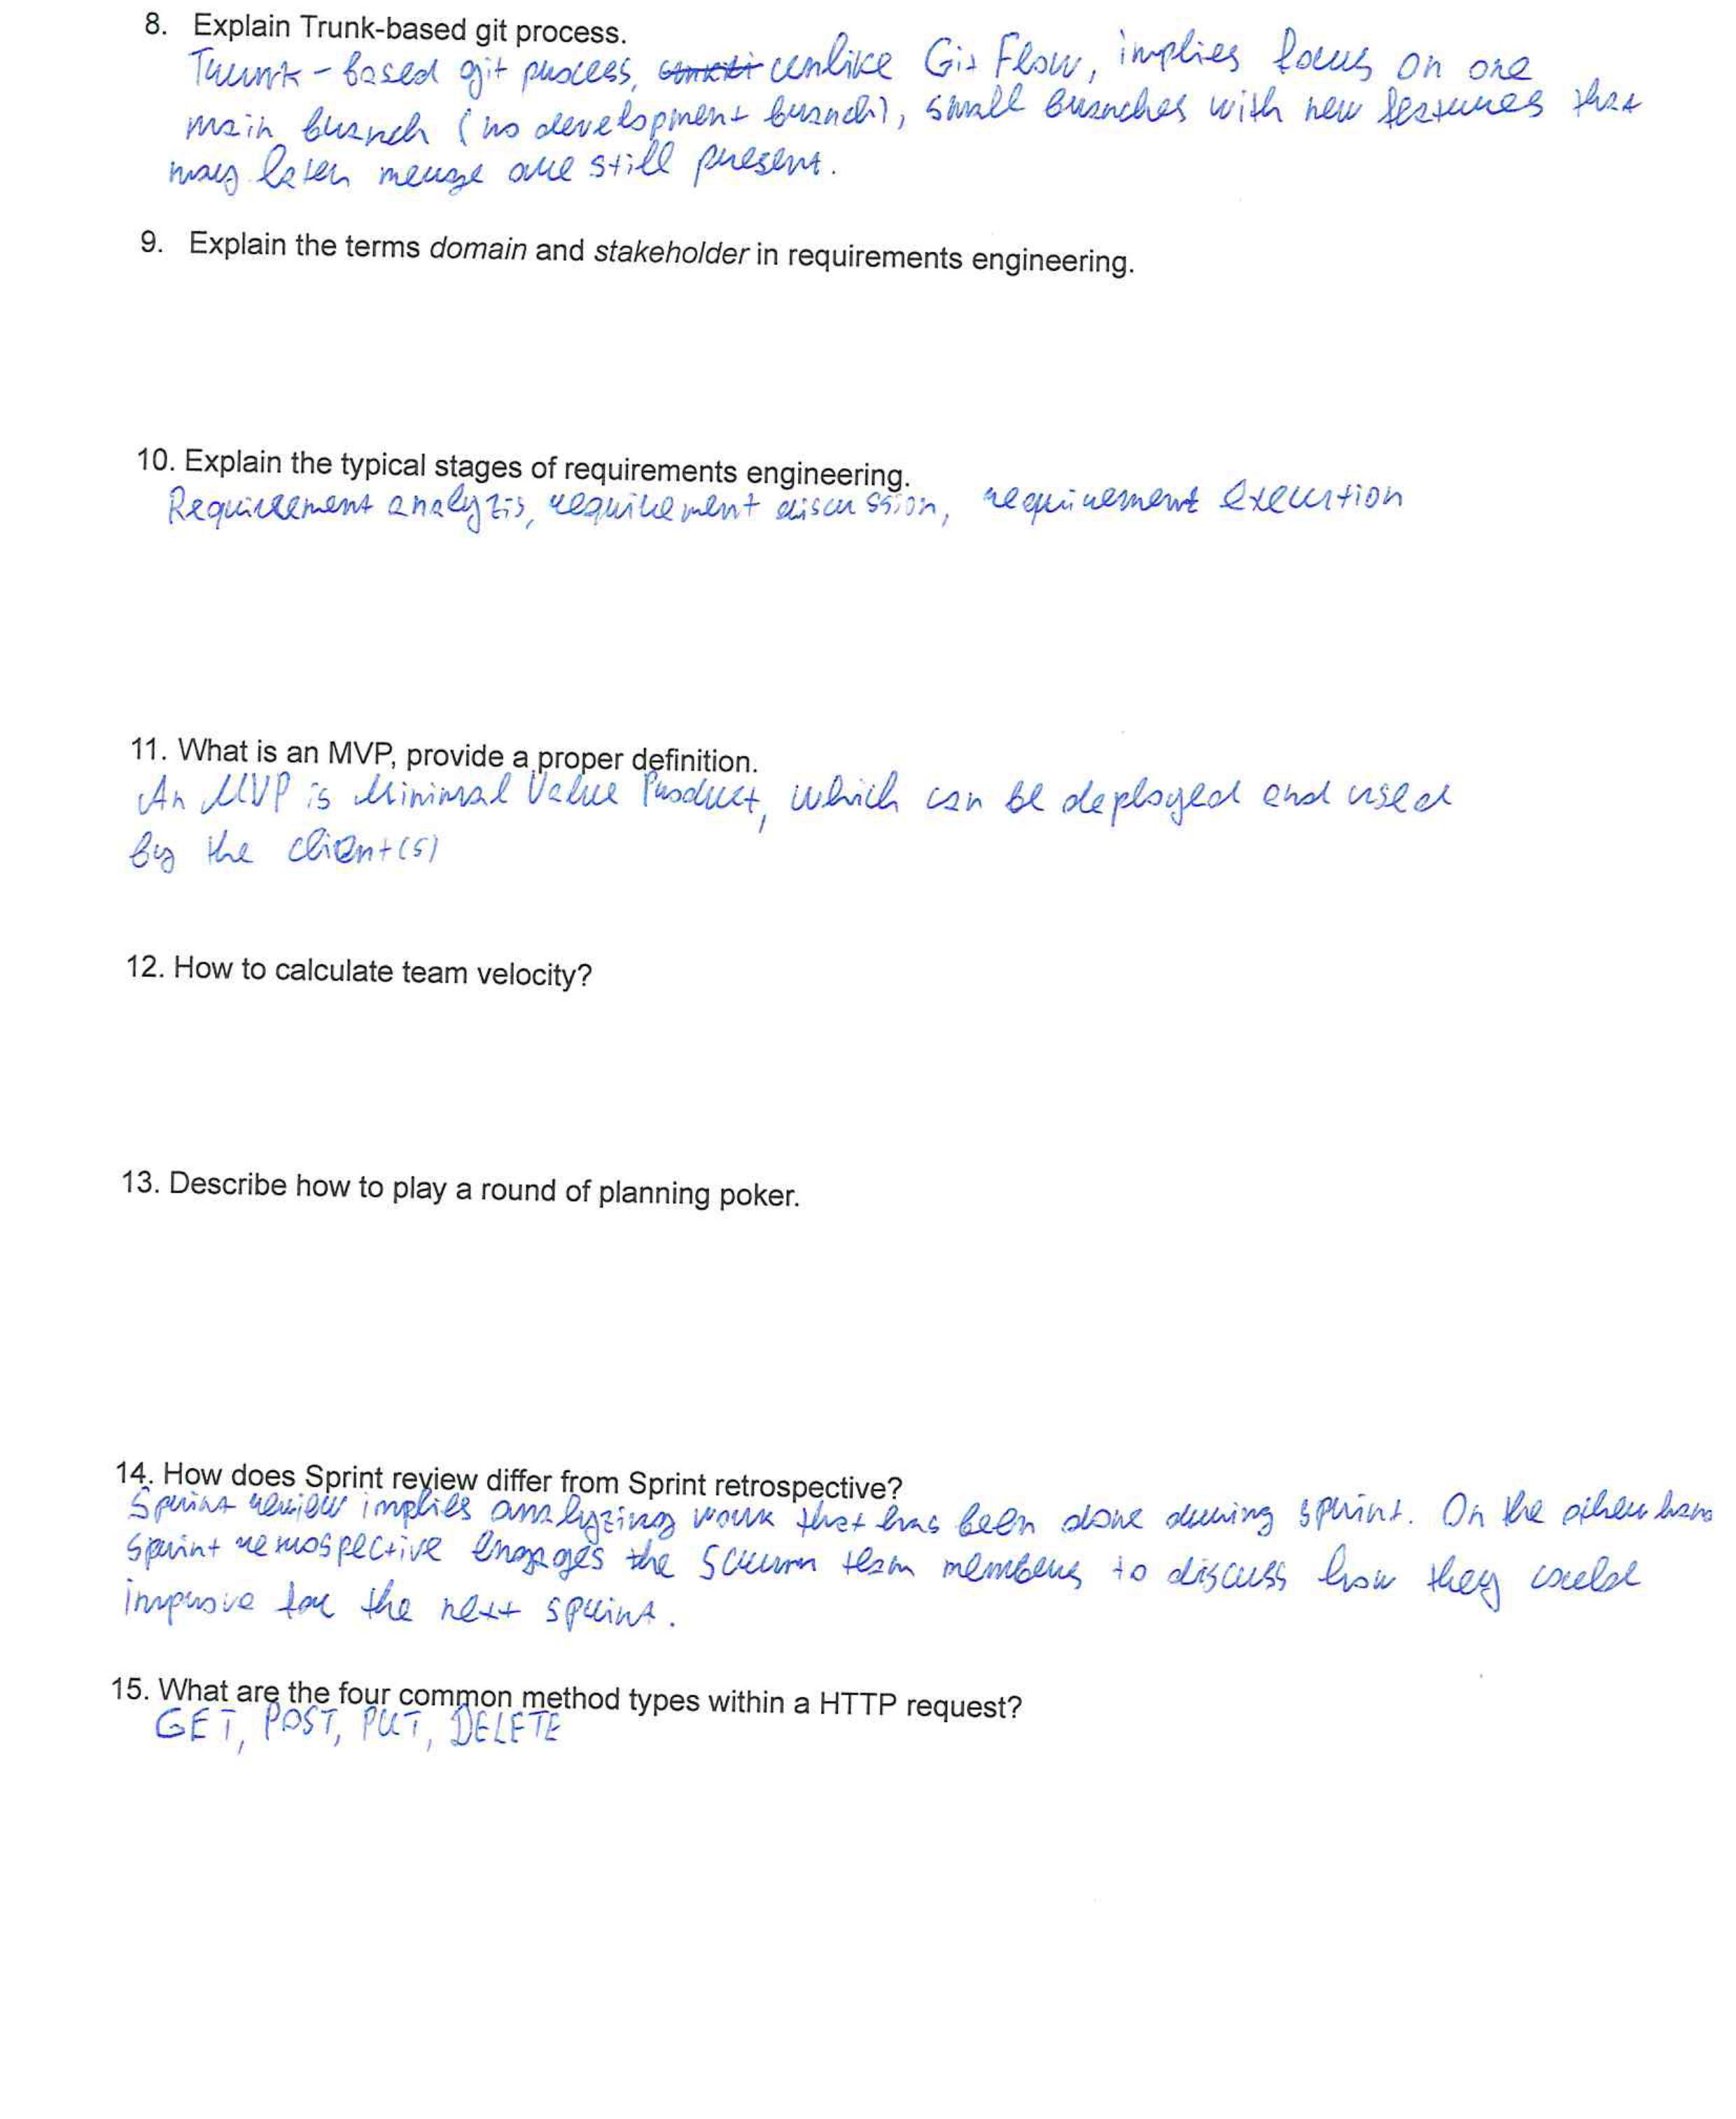 8. Explain Trunk-based git process.
Trunk-based git process, unlike Git Flow, implies focus on one
main branch (no development branch), small branches with new features that
may later merge are still present.
9. Explain the terms domain and stakeholder in requirements engineering.
10. Explain the typical stages of requirements engineering.
Requirement analyzis, requirement discussion, requirement execution
11. What is an MVP, provide a proper definition.
An MVP is Minimal Value Product, which can be deployed and used
by the client(s)
12. How to calculate team velocity?
13. Describe how to play a round of planning poker.
14. How does Sprint review differ from Sprint retrospective?
Sprint review implies analyzing work that has been done during sprint. On the other han
sprint retrospective engages the Scrum team members to discuss how they could
improve for the next sprint.
15. What are the four common method types within a HTTP request?
GET, POST, PUT, DELETE